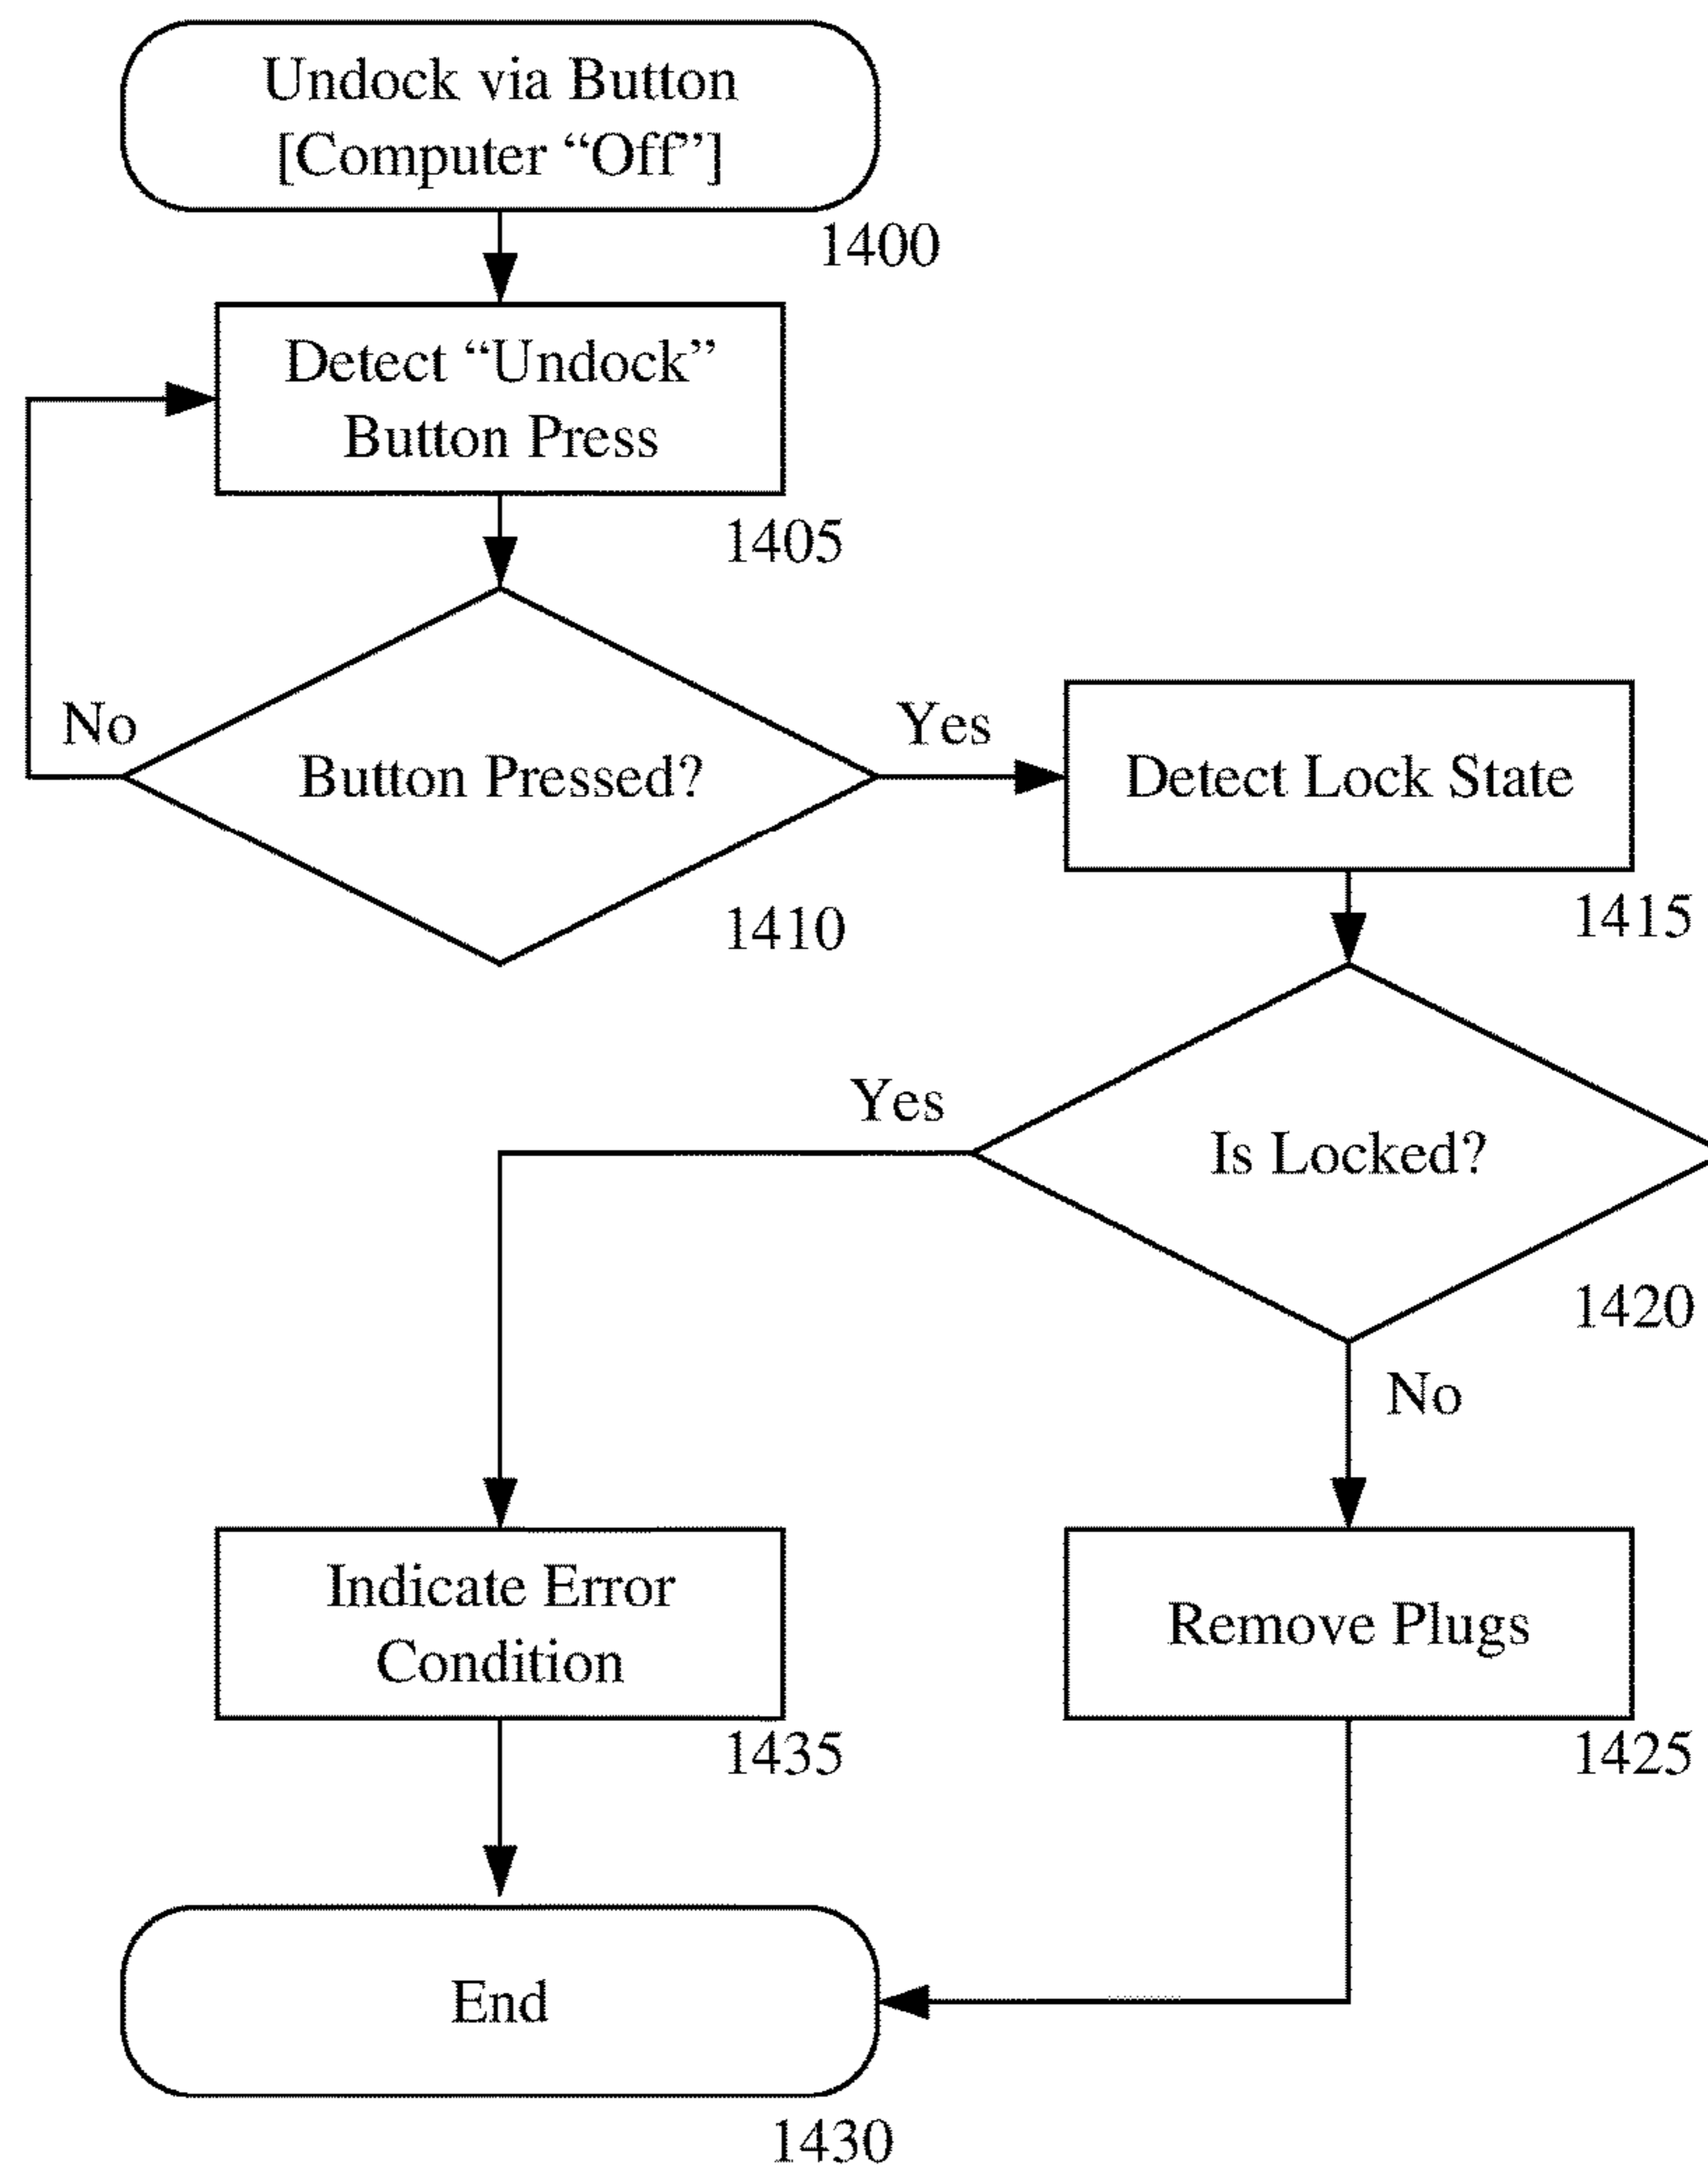 Undock via Button
[Computer “Off”]
1400
Detect “Undock”
Button Press
1405
No
Button Pressed?
Yes
1410
Detect Lock State
1415
Yes
Is Locked?
1420
No
Indicate Error
Condition
1435
Remove Plugs
1425
End
1430